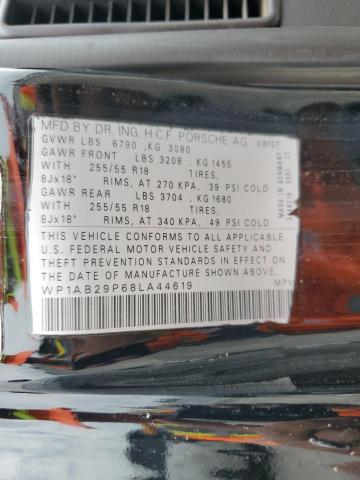 MFD BY DR. ING. H.C.F. PORSCHE AG 08/07
GVWR LBS 6790 ,KG 3080
GAWR FRONT LBS 3208 , KG 1455
WITH 255/55 R18 TIRES,
8Jx18" RIMS, AT 270 KPA, 39 PSI COLD
GAWR REAR LBS 3704 , KG 1680
WITH 255/55 R18 TIRES,
8Jx18" RIMS, AT 340 KPA, 49 PSI COLD
THIS VEHICLE CONFORMS TO ALL APPLICABLE
U.S. FEDERAL MOTOR VEHICLE SAFETY AND
THEFT PREVENTION STANDARDS IN EFFECT ON THE
DATE OF MANUFACTURE SHOWN ABOVE.
WP1AB29P68LA44619 MPV
MADE IN GERMANY